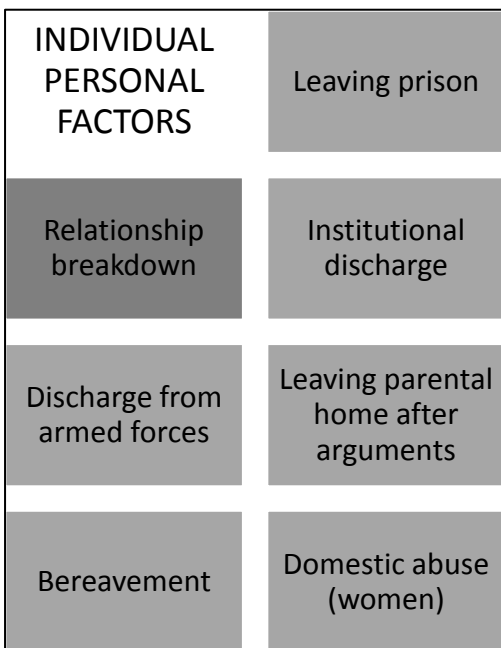 INDIVIDUAL
PERSONAL
FACTORS
Leaving prison
Relationship
breakdown
Institutional
discharge
Discharge from
armed forces
Leaving parental
home after
arguments
Bereavement
Domestic abuse
(women)